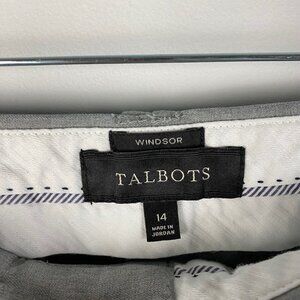 WINDSOR
TALBOTS
14
MADE IN
JORDAN